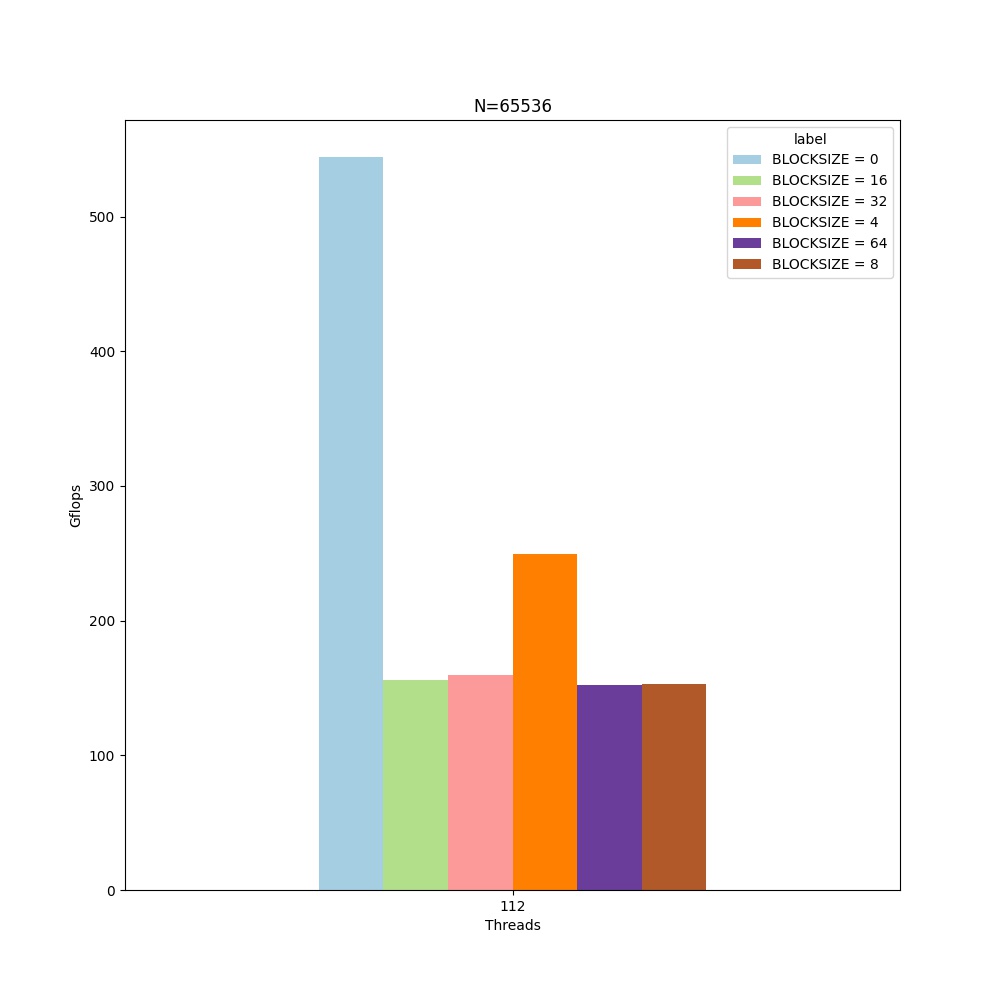 N=65536
label
BLOCKSIZE = 0
BLOCKSIZE = 16
BLOCKSIZE = 32
BLOCKSIZE = 4
BLOCKSIZE = 64
BLOCKSIZE = 8
500
400
300
200
100
0
Gflops
112
Threads